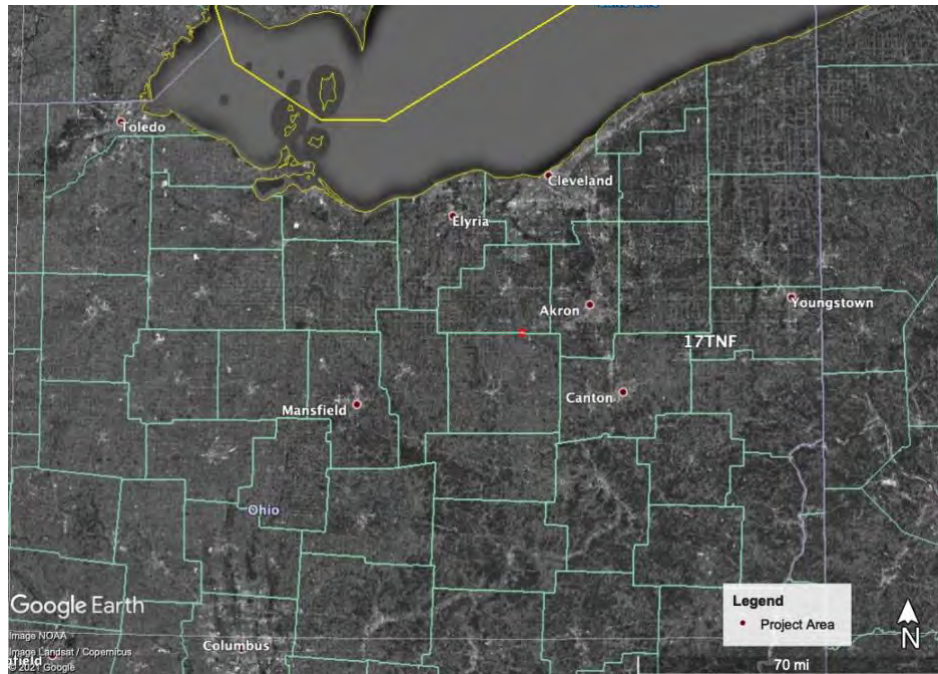 Toledo
Cleveland
Elyria
Akron
Youngstown
17TNF
Canton
Mansfield
Ohio
Legend
Project Area
Google Earth
Image NOAA
Image Landsat / Copernicus
© 2021 Google
Columbus
N
70 mi